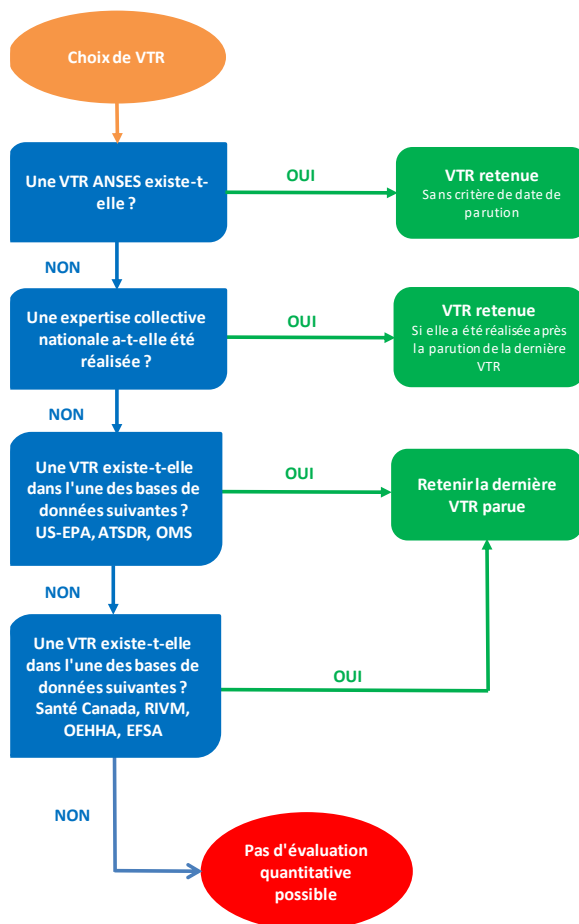 Choix de VTR
Une VTR ANSES existe-t-
elle ?
OUI
VTR retenue
Sans critère de date de
parution
NON
Une expertise collective
nationale a-t-elle été
réalisée ?
OUI
VTR retenue
Si elle a été réalisée après
la parution de la dernière
VTR
NON
Une VTR existe-t-elle
dans l'une des bases de
données suivantes ?
US-EPA, ATSDR, OMS
OUI
Retenir la dernière
VTR parue
NON
Une VTR existe-t-elle
dans l'une des bases de
données suivantes ?
Santé Canada, RIVM,
OEHHA, EFSA
OUI
NON
Pas d'évaluation
quantitative
possible